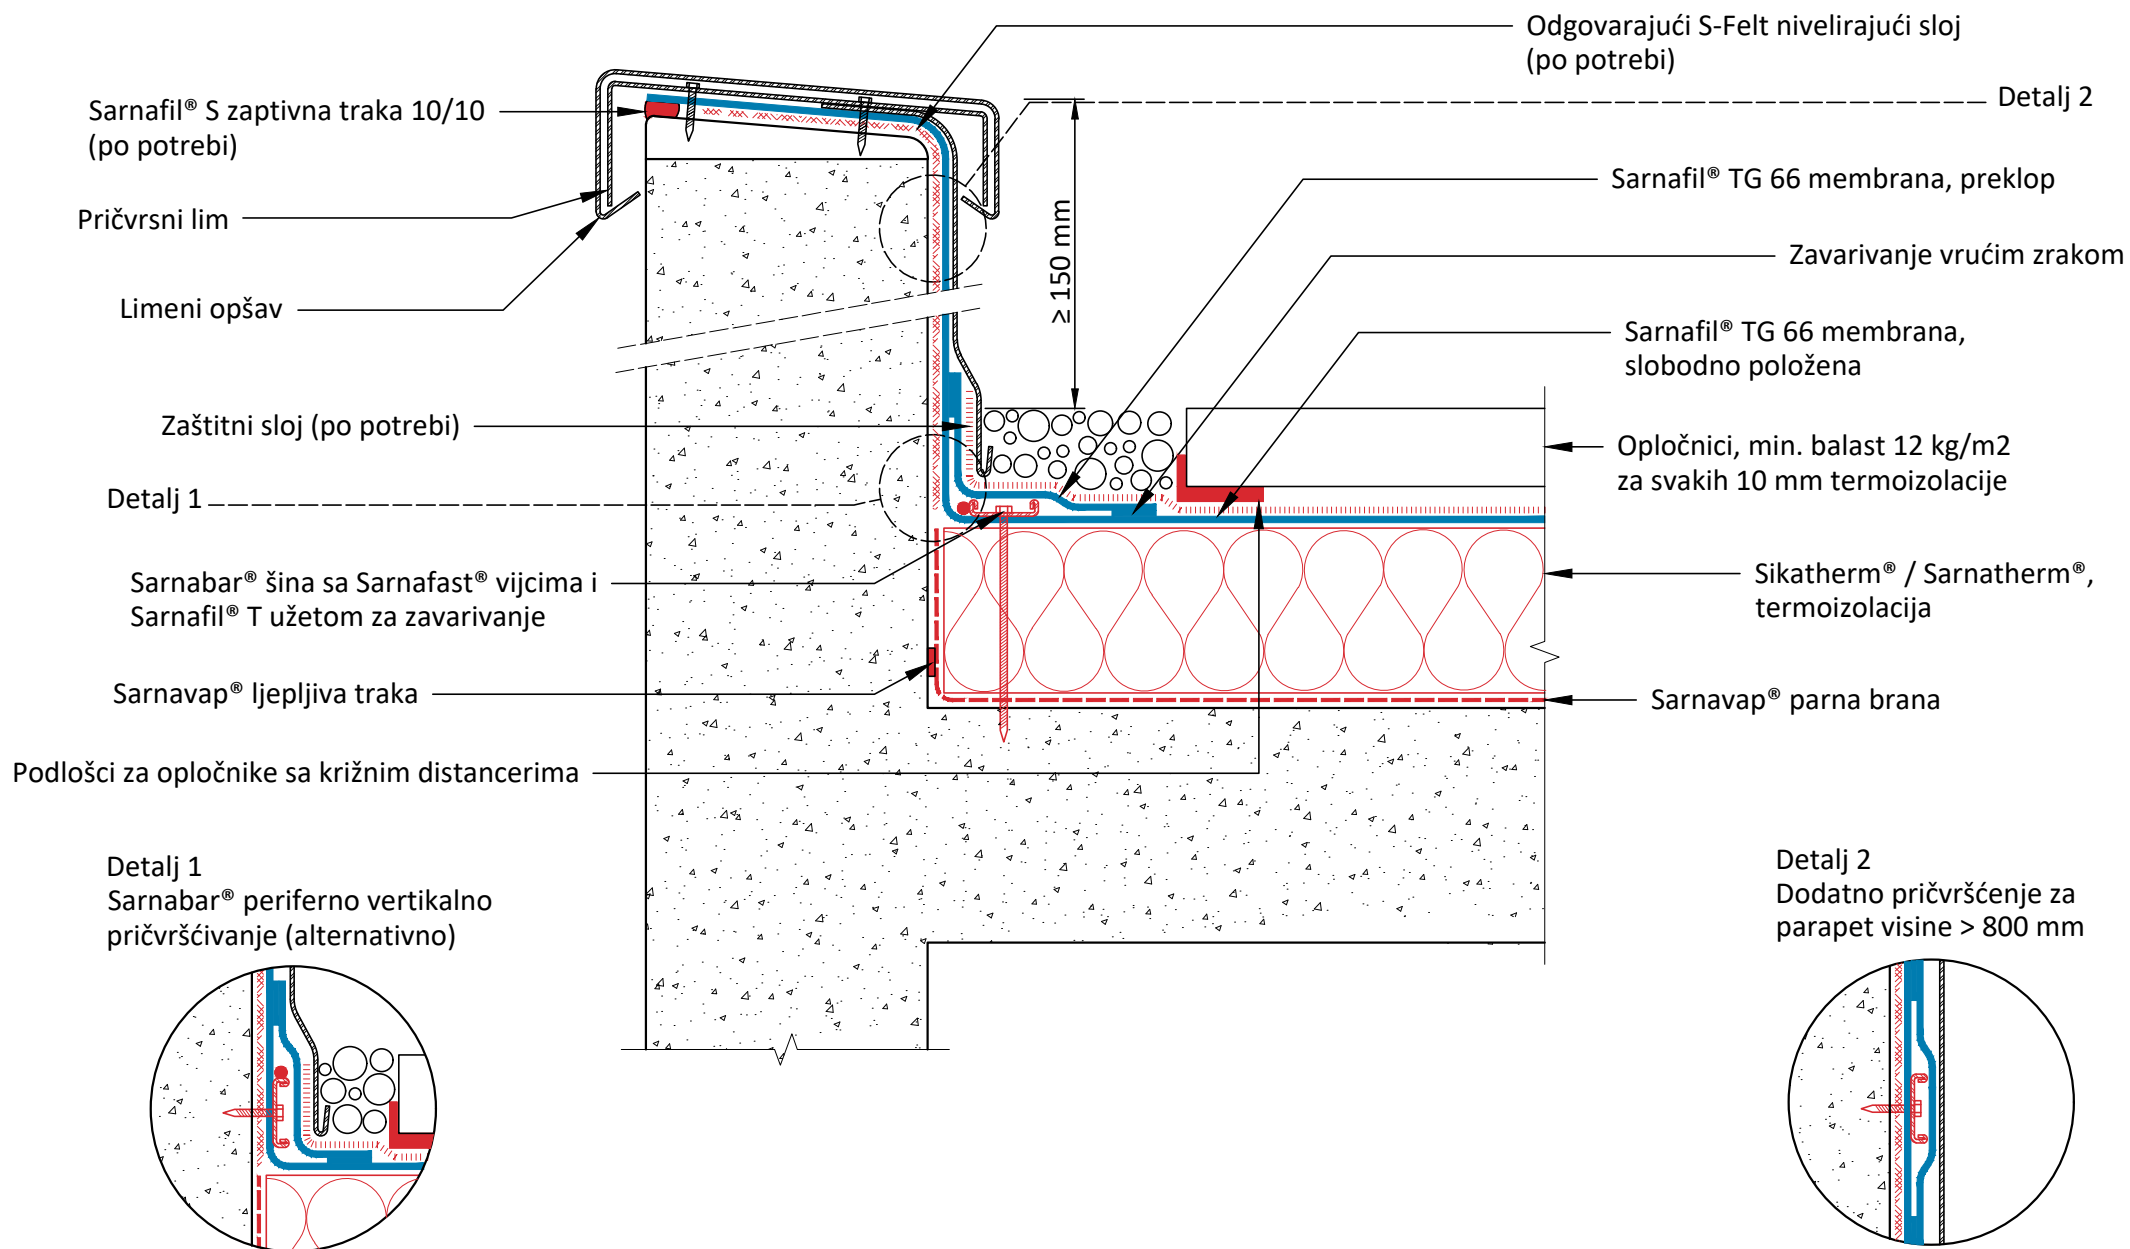 Odgovarajući S-Felt nivelirajući sloj
(po potrebi)
Sarnafil® S zaptivna traka 10/10
(po potrebi)
Detalj 2
Sarnafil® TG 66 membrana, preklop
Pričvrsni lim
Zavarivanje vrućim zrakom
≥ 150 mm
Limeni opšav
Sarnafil® TG 66 membrana,
slobodno položena
Zaštitni sloj (po potrebi)
Opločnici, min. balast 12 kg/m2
za svakih 10 mm termoizolacije
Detalj 1
Sarnabar® šina sa Sarnafast® vijcima i
Sarnafil® T užetom za zavarivanje
Sikatherm® / Sarnatherm®,
termoizolacija
Sarnavap® ljepljiva traka
Sarnavap® parna brana
Podlošci za opločnike sa križnim distancerima
Detalj 1
Sarnabar® periferno vertikalno
pričvršćivanje (alternativno)
Detalj 2
Dodatno pričvršćenje za
parapet visine > 800 mm